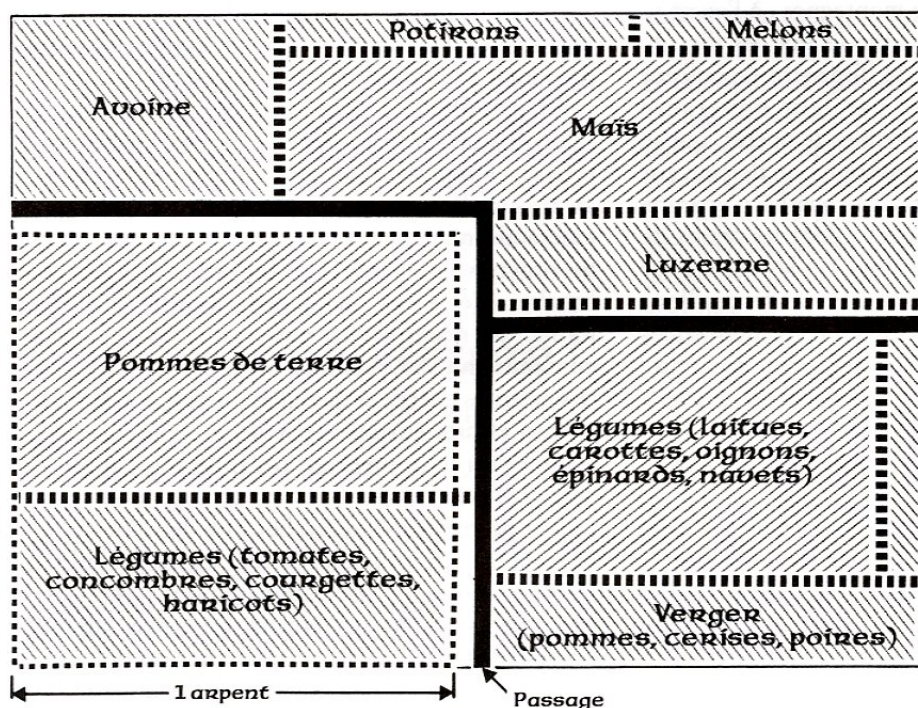 Potirons
Melons
Avoine
Maïs
Luzerne
Pommes de terre
Légumes (laitues,
carottes, oignons,
épinards, navets)
Légumes (tomates,
concombres, courgettes,
haricots)
Verger
(pommes, cerises, poires)
1 arpent
Passage